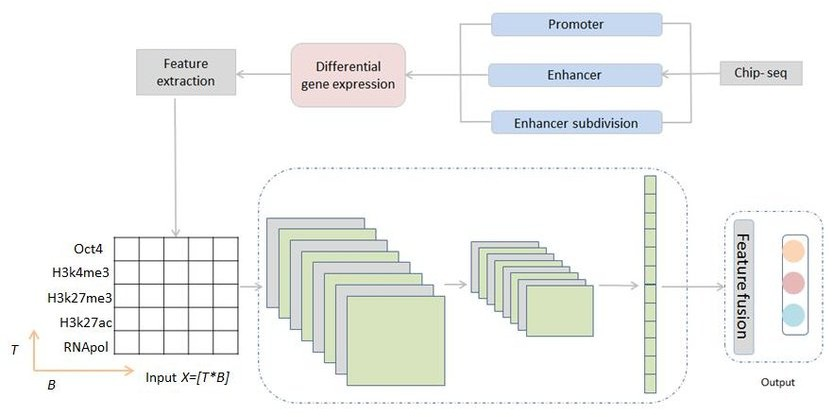 Promoter
Feature
extraction
Differential
gene expression
Enhancer
Chip- seq
Enhancer subdivision
Oct4
H3k4me3
H3k27me3
H3k27ac
RNApol
T
B
Input X=[T*B]
Feature fusion
Output